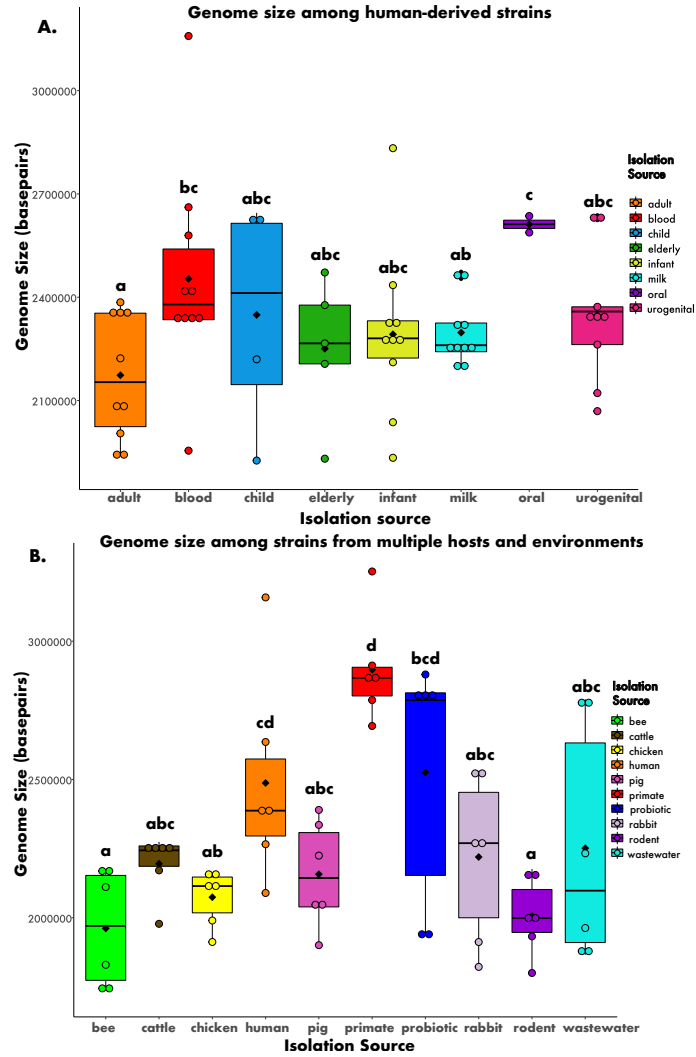 Genome size among human-derived strains
A.
Genome Size (basepairs)
3000000
2700000
2400000
2100000
a
bc
abc
abc
abc
ab
c
abc
adult
blood
child
elderly
infant
milk
oral
urogenital
Isolation source
Isolation
Source
adult
blood
child
elderly
infant
milk
oral
urogenital
Genome size among strains from multiple hosts and environments
B.
Genome Size (basepairs)
3000000
2500000
2000000
a
abc
ab
cd
abc
d
bcd
abc
a
abc
bee
cattle
chicken
human
pig
primate
probiotic
rabbit
rodent
wastewater
Isolation Source
Isolation
Source
bee
cattle
chicken
human
pig
primate
probiotic
rabbit
rodent
wastewater